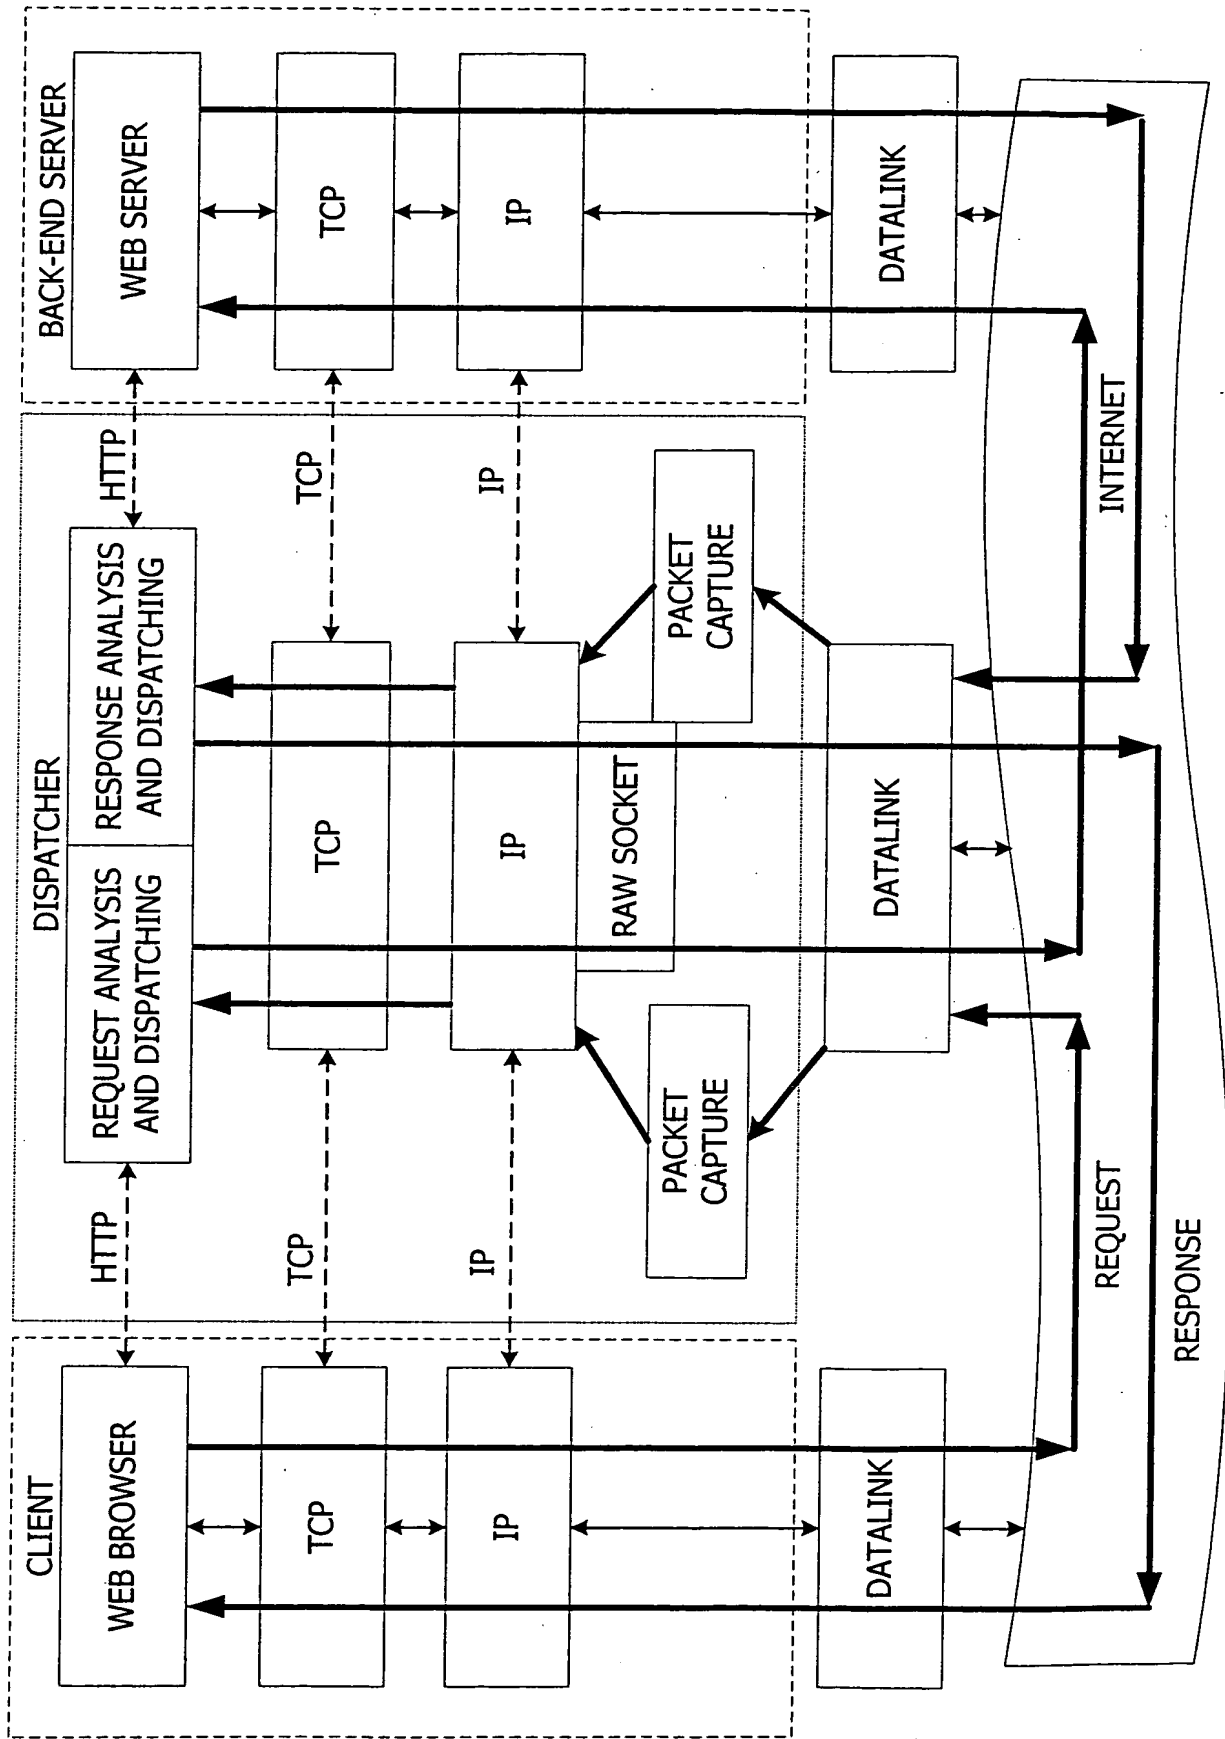 CLIENT
WEB BROWSER
TCP
IP
DATALINK
HTTP
TCP
IP
DISPATCHER
REQUEST ANALYSIS
AND DISPATCHING
RESPONSE ANALYSIS
AND DISPATCHING
TCP
IP
RAW SOCKET
PACKET
CAPTURE
PACKET
CAPTURE
DATALINK
HTTP
TCP
IP
BACK-END SERVER
WEB SERVER
TCP
IP
DATALINK
REQUEST
INTERNET
RESPONSE